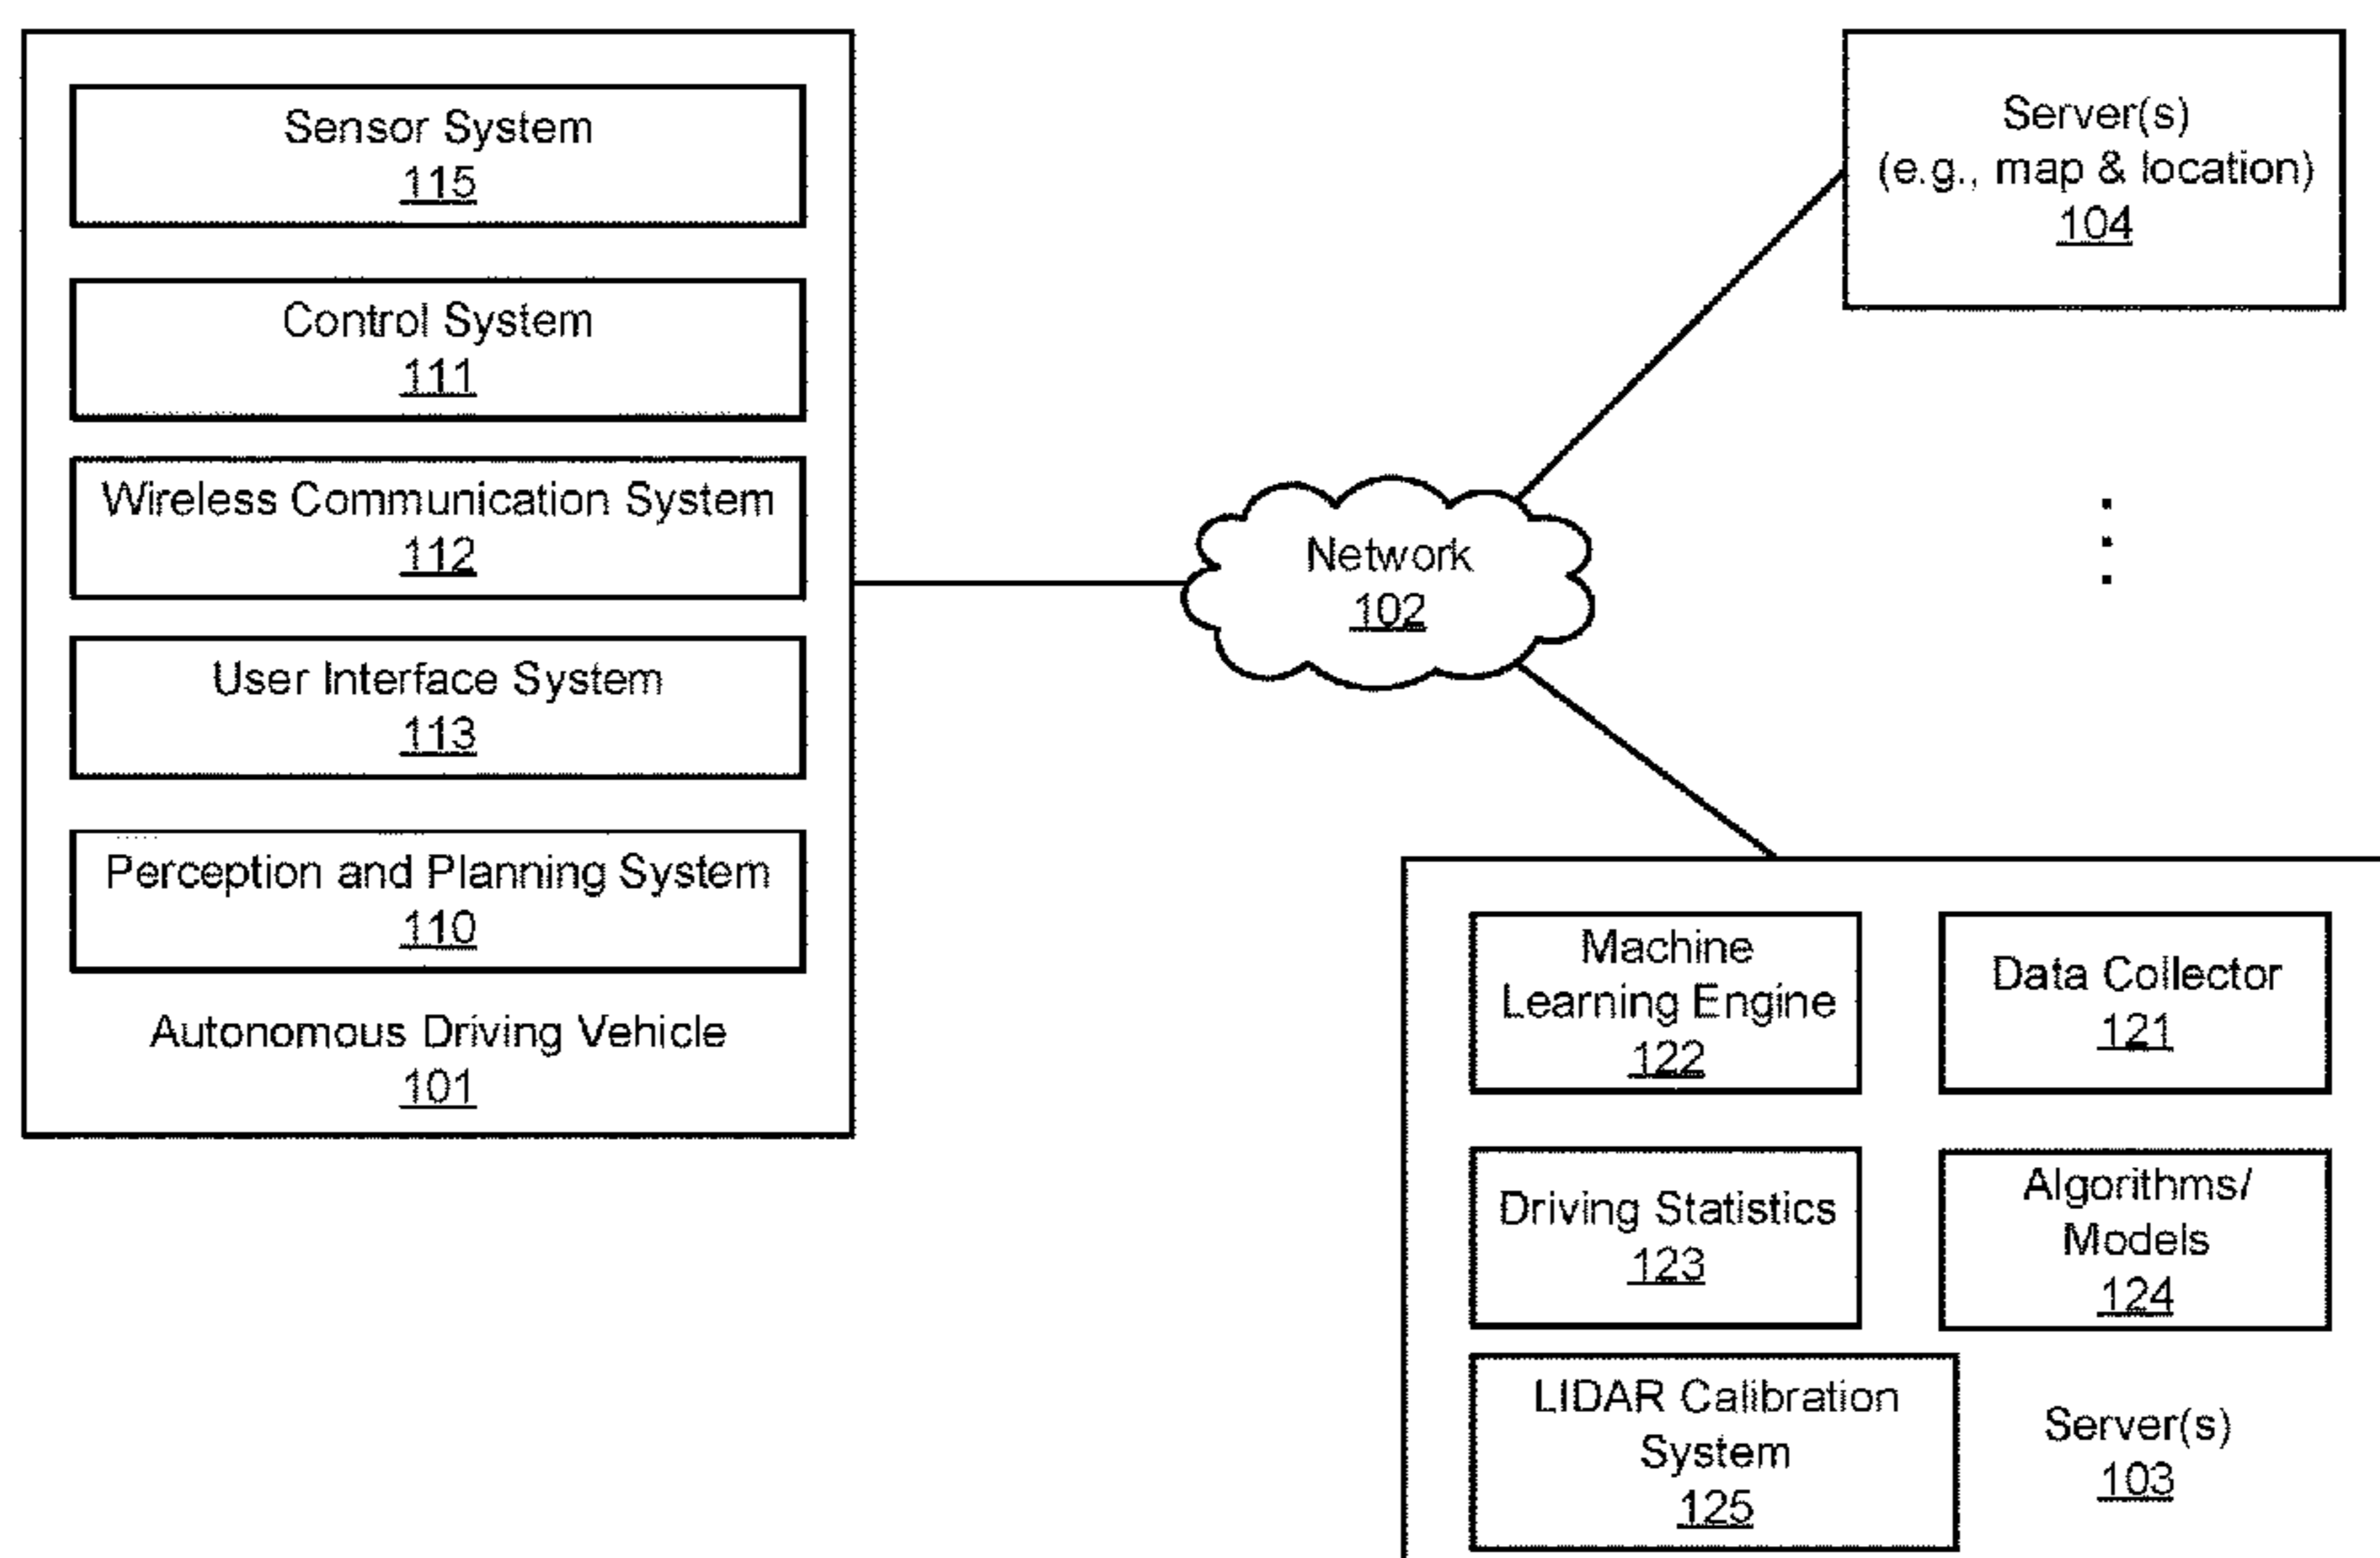 Sensor System
115
Control System
111
Wireless Communication System
112
User Interface System
113
Perception and Planning System
110
Autonomous Driving Vehicle
101
Network
102
Server(s)
(e.g., map & location)
104
Machine
Learning Engine
122
Data Collector
121
Driving Statistics
123
Algorithms/
Models
124
LIDAR Calibration
System
125
Server(s)
103